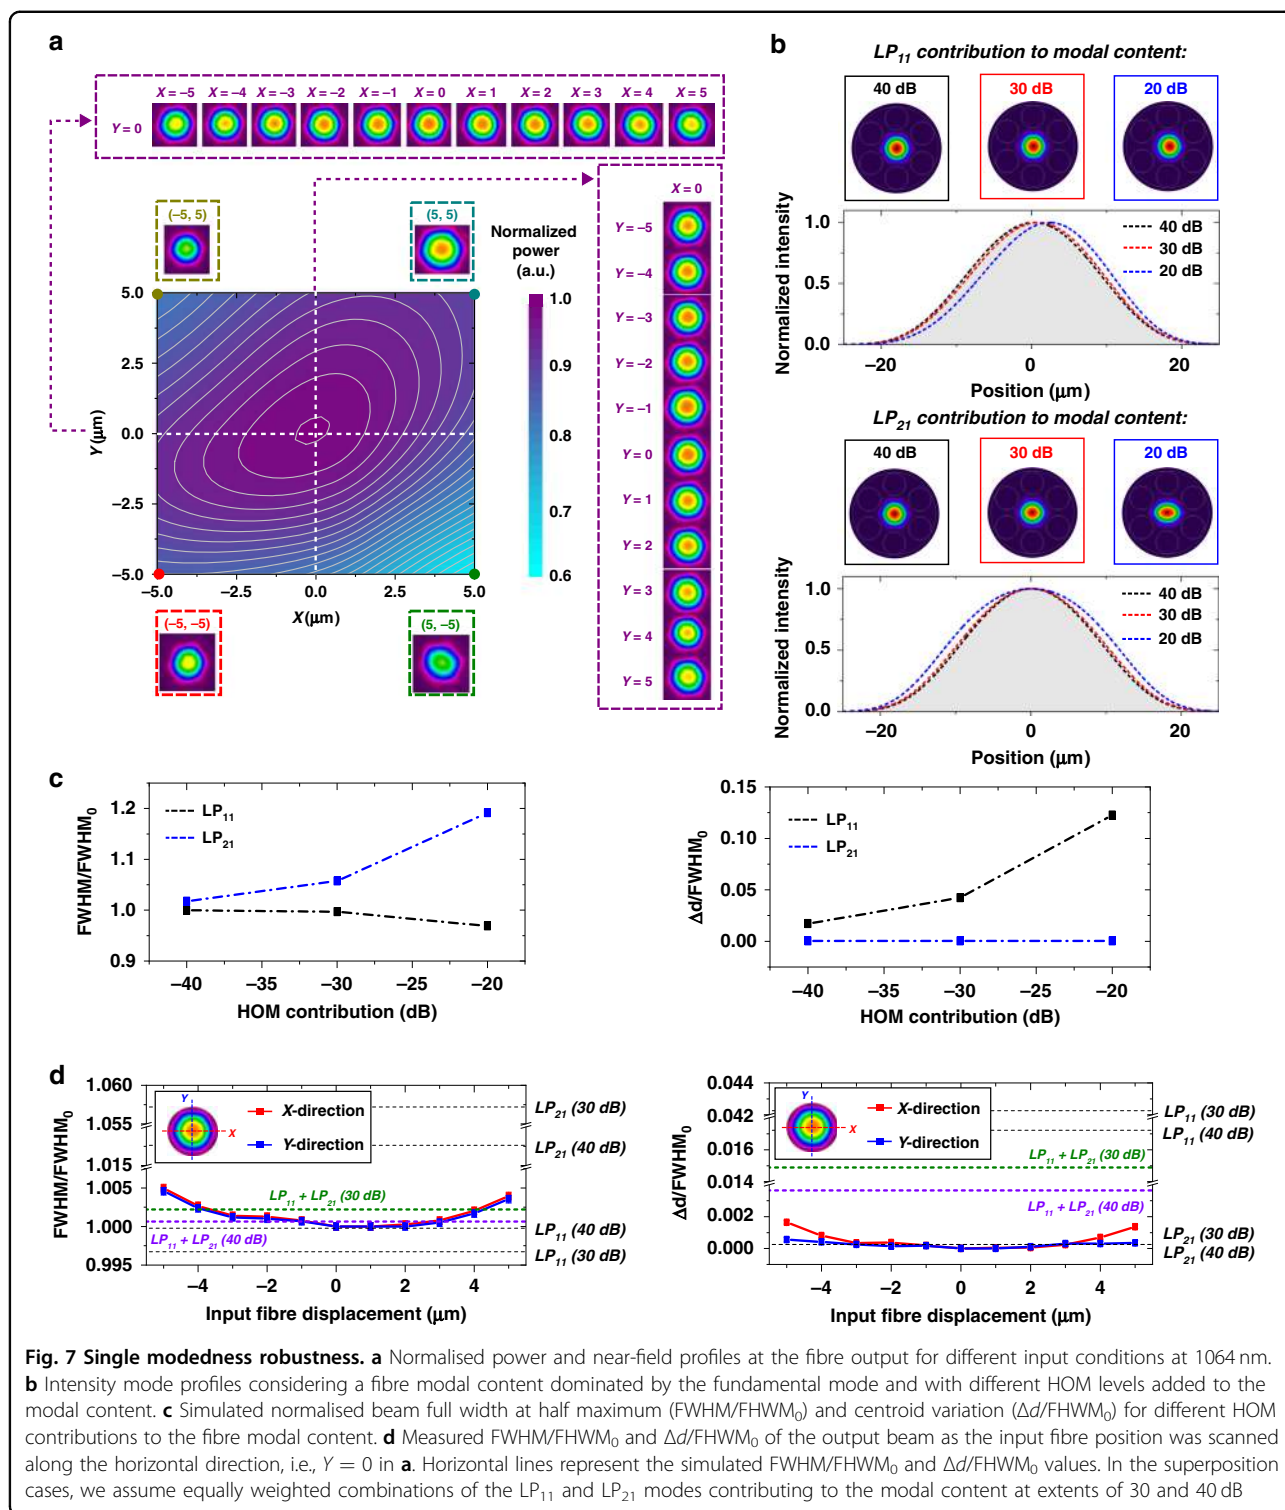 a
X = −5 X = −4 X = −3 X = −2 X = −1 X = 0 X = 1 X = 2 X = 3 X = 4 X = 5
Y = 0
(−5, 5)
(5, 5)
Normalized
power
(a.u.)
1.0
0.9
0.8
0.7
0.6
5.0
2.5
0.0
−2.5
−5.0
Y (μm)
−5.0 −2.5 0.0 2.5 5.0
X (μm)
(−5, −5)
(5, −5)
X = 0
Y = −5
Y = −4
Y = −3
Y = −2
Y = −1
Y = 0
Y = 1
Y = 2
Y = 3
Y = 4
Y = 5
b
LP11 contribution to modal content:
40 dB 30 dB 20 dB
Normalized intensity
1.0
0.5
0.0
40 dB
30 dB
20 dB
−20 0 20
Position (μm)
LP21 contribution to modal content:
40 dB 30 dB 20 dB
Normalized intensity
1.0
0.5
0.0
40 dB
30 dB
20 dB
−20 0 20
Position (μm)
c
FWHM/FWHM0
1.2
1.1
1.0
0.9
LP11
LP21
−40 −35 −30 −25 −20
HOM contribution (dB)
Δd/FWHM0
0.15
0.10
0.05
0.00
LP11
LP21
−40 −35 −30 −25 −20
HOM contribution (dB)
d
FWHM/FWHM0
1.060
1.055
1.015
1.005
1.000
0.995
Y
X
X-direction
Y-direction
LP21 (30 dB)
LP21 (40 dB)
LP11 + LP21 (30 dB)
LP11 + LP21 (40 dB)
LP11 (40 dB)
LP11 (30 dB)
−4 −2 0 2 4
Input fibre displacement (μm)
Δd/FWHM0
0.044
0.042
0.016
0.014
0.002
0.000
Y
X
X-direction
Y-direction
LP11 (30 dB)
LP11 (40 dB)
LP11 + LP21 (30 dB)
LP11 + LP21 (40 dB)
LP21 (30 dB)
LP21 (40 dB)
−4 −2 0 2 4
Input fibre displacement (μm)
Fig. 7 Single modedness robustness. a Normalised power and near-field profiles at the fibre output for different input conditions at 1064 nm.
b Intensity mode profiles considering a fibre modal content dominated by the fundamental mode and with different HOM levels added to the
modal content. c Simulated normalised beam full width at half maximum (FWHM/FHWM0) and centroid variation (Δd/FHWM0) for different HOM
contributions to the fibre modal content. d Measured FWHM/FHWM0 and Δd/FHWM0 of the output beam as the input fibre position was scanned
along the horizontal direction, i.e., Y = 0 in a. Horizontal lines represent the simulated FWHM/FHWM0 and Δd/FHWM0 values. In the superposition
cases, we assume equally weighted combinations of the LP11 and LP21 modes contributing to the modal content at extents of 30 and 40 dB